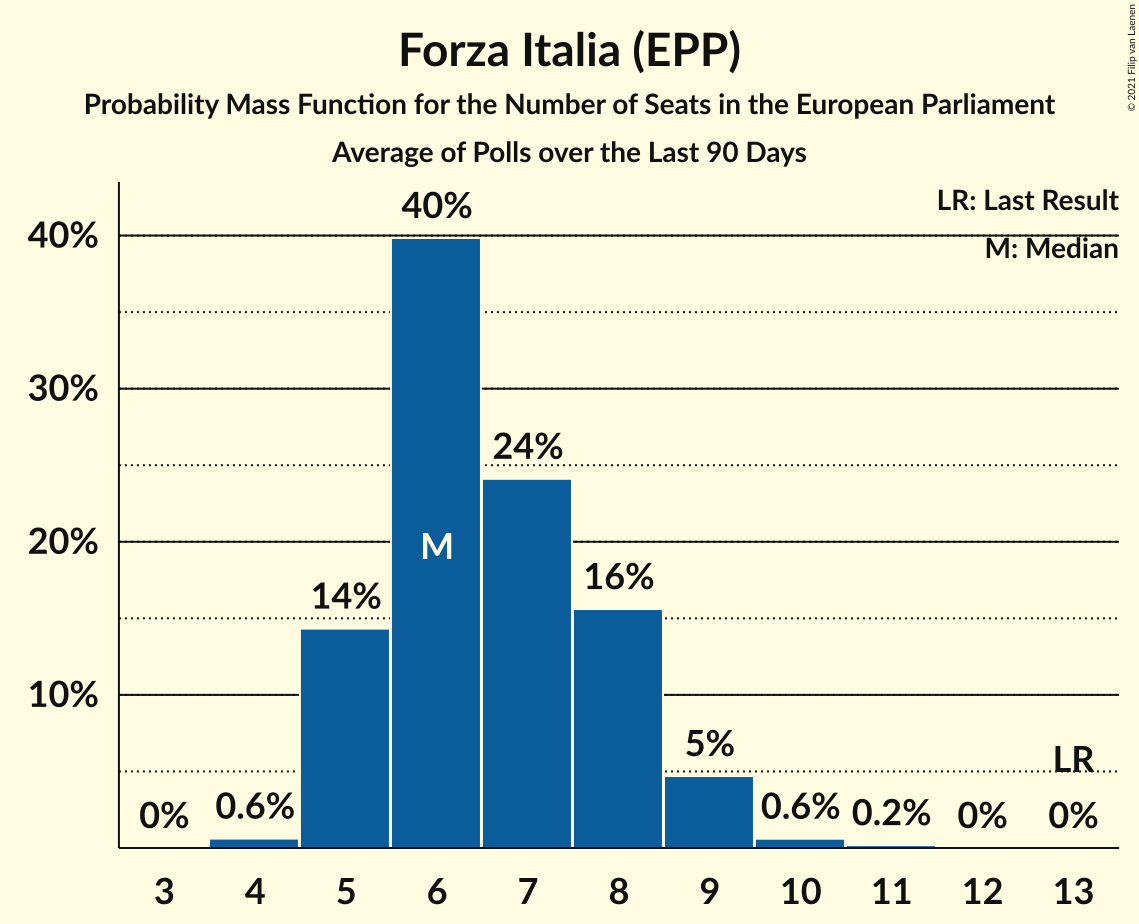 Forza Italia (EPP)
Probability Mass Function for the Number of Seats in the European Parliament
Average of Polls over the Last 90 Days
© 2021 Filip van Laenen
LR: Last Result
M: Median
40%
30%
20%
10%
0%
0.6%
14%
40%
M
24%
16%
5%
0.6%
0.2%
0%
LR
0%
3 4 5 6 7 8 9 10 11 12 13